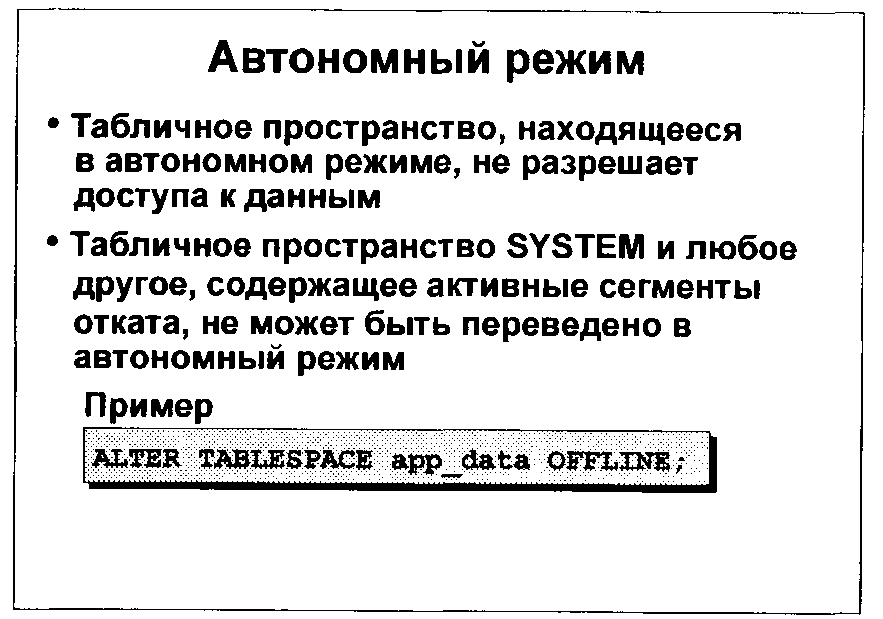 Автономный режим
• Табличное пространство, находящееся
в автономном режиме, не разрешает
доступа к данным
• Табличное пространство SYSTEM и любое
другое, содержащее активные сегменты
отката, не может быть переведено в
автономный режим
Пример
ALTER TABLESPACE app_data OFFLINE;